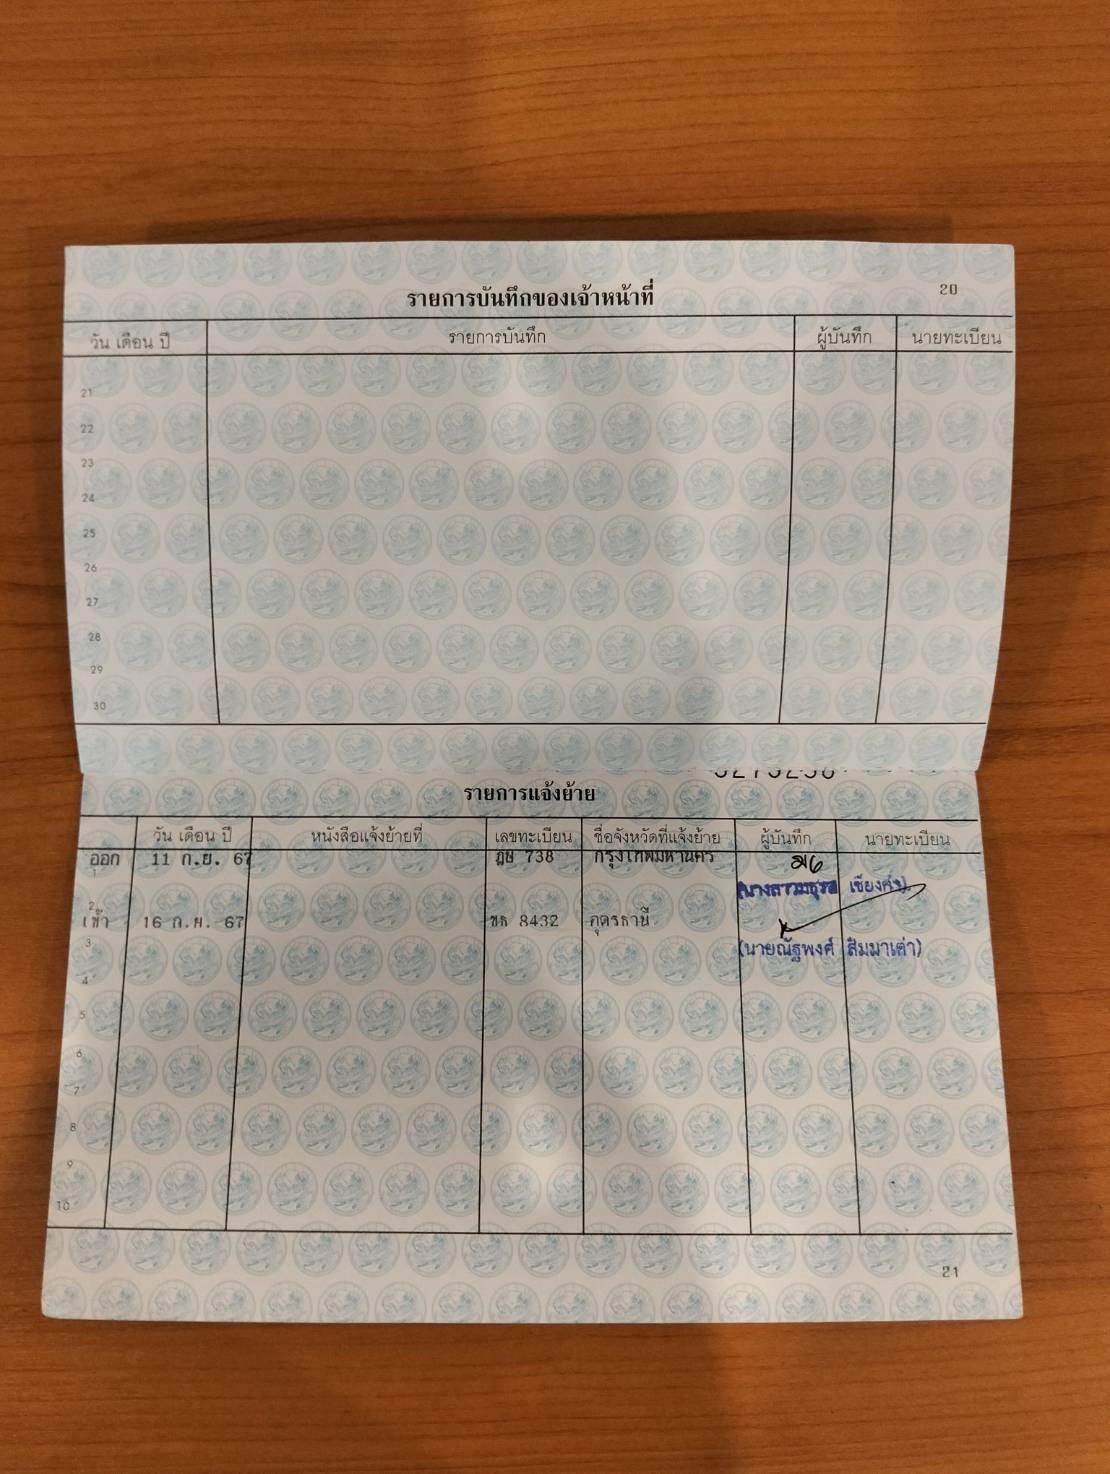 20
รายการบันทึกของเจ้าหน้าที่
วัน เดือน ปี รายการบันทึก ผู้บันทึก นายทะเบียน
21
22
23
24
25
26
27
28
29
30
รายการแจ้งย้าย
วัน เดือน ปี หนังสือแจ้งย้ายที่ เลขทะเบียน ชื่อจังหวัดที่แจ้งย้าย ผู้บันทึก นายทะเบียน
ออก 11 ก.ย. 67 738 กรุงเทพมหานคร
2
เข้า 16 ก.ย. 67 8432 อุดรธานี
3 (นายณัฐพงศ์ สิมมาเต่า)
4
5
6
7
8
9
10
21